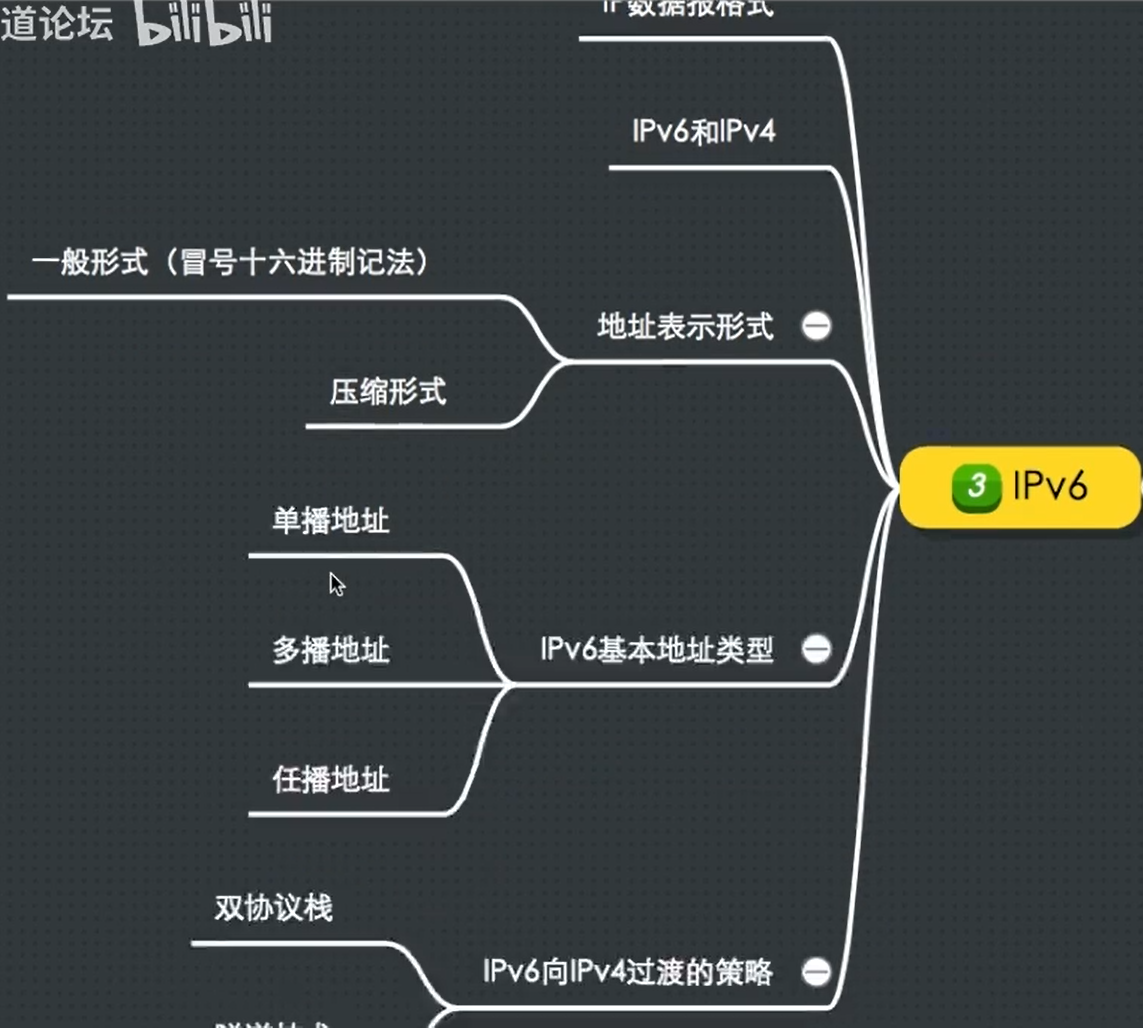 道论坛 bilibili
IP数据报格式
IPv6和IPv4
一般形式（冒号十六进制记法）
地址表示形式
压缩形式
3 IPv6
单播地址
多播地址
IPv6基本地址类型
任播地址
双协议栈
IPv6向IPv4过渡的策略